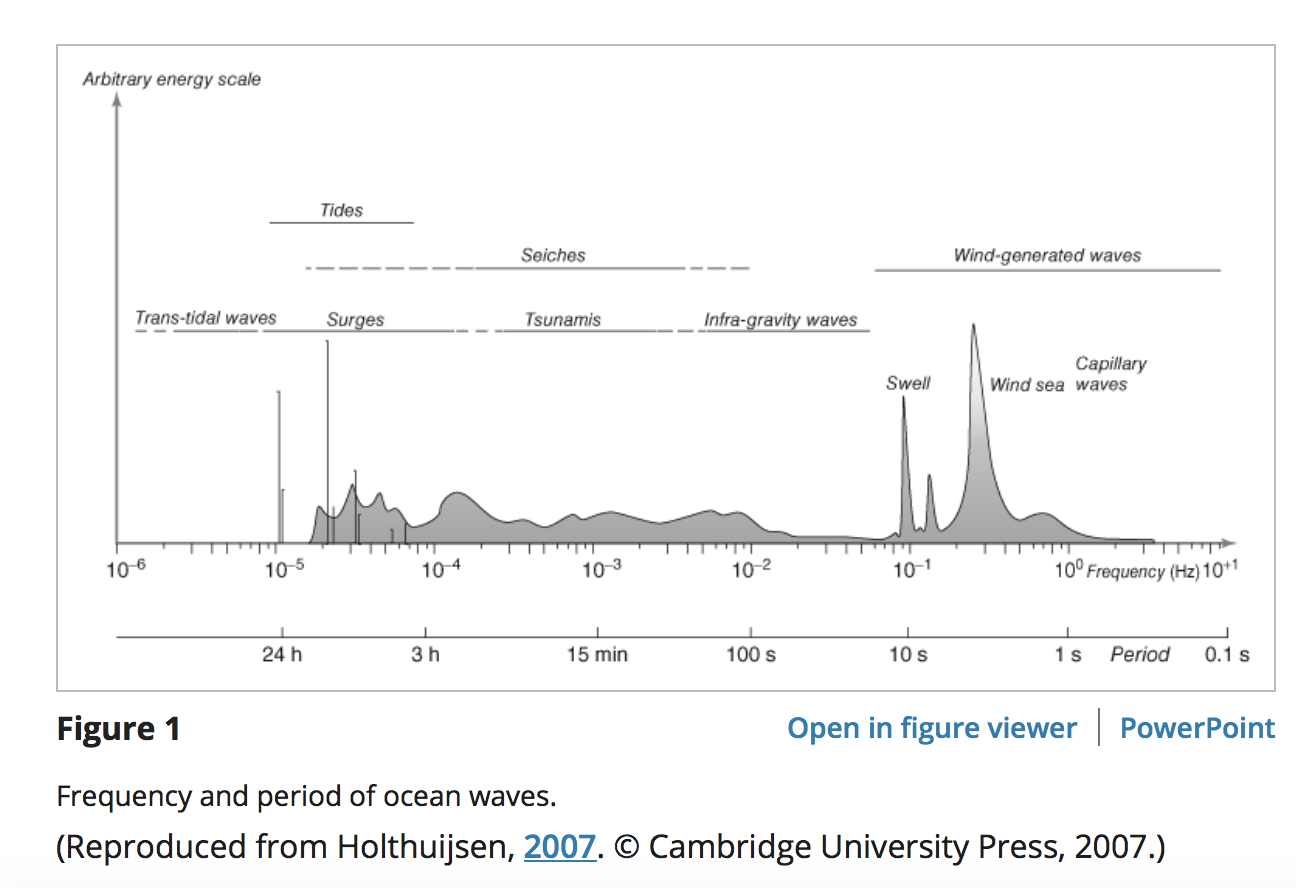 Arbitrary energy scale
Tides
Seiches
Wind-generated waves
Trans-tidal waves Surges Tsunamis Infra-gravity waves
Swell Wind sea Capillary
waves
10⁻⁶ 10⁻⁵ 10⁻⁴ 10⁻³ 10⁻² 10⁻¹ 10⁰ Frequency (Hz) 10⁺¹
24 h 3 h 15 min 100 s 10 s 1 s Period 0.1 s
Figure 1 Open in figure viewer | PowerPoint
Frequency and period of ocean waves.
(Reproduced from Holthuijsen, 2007. © Cambridge University Press, 2007.)